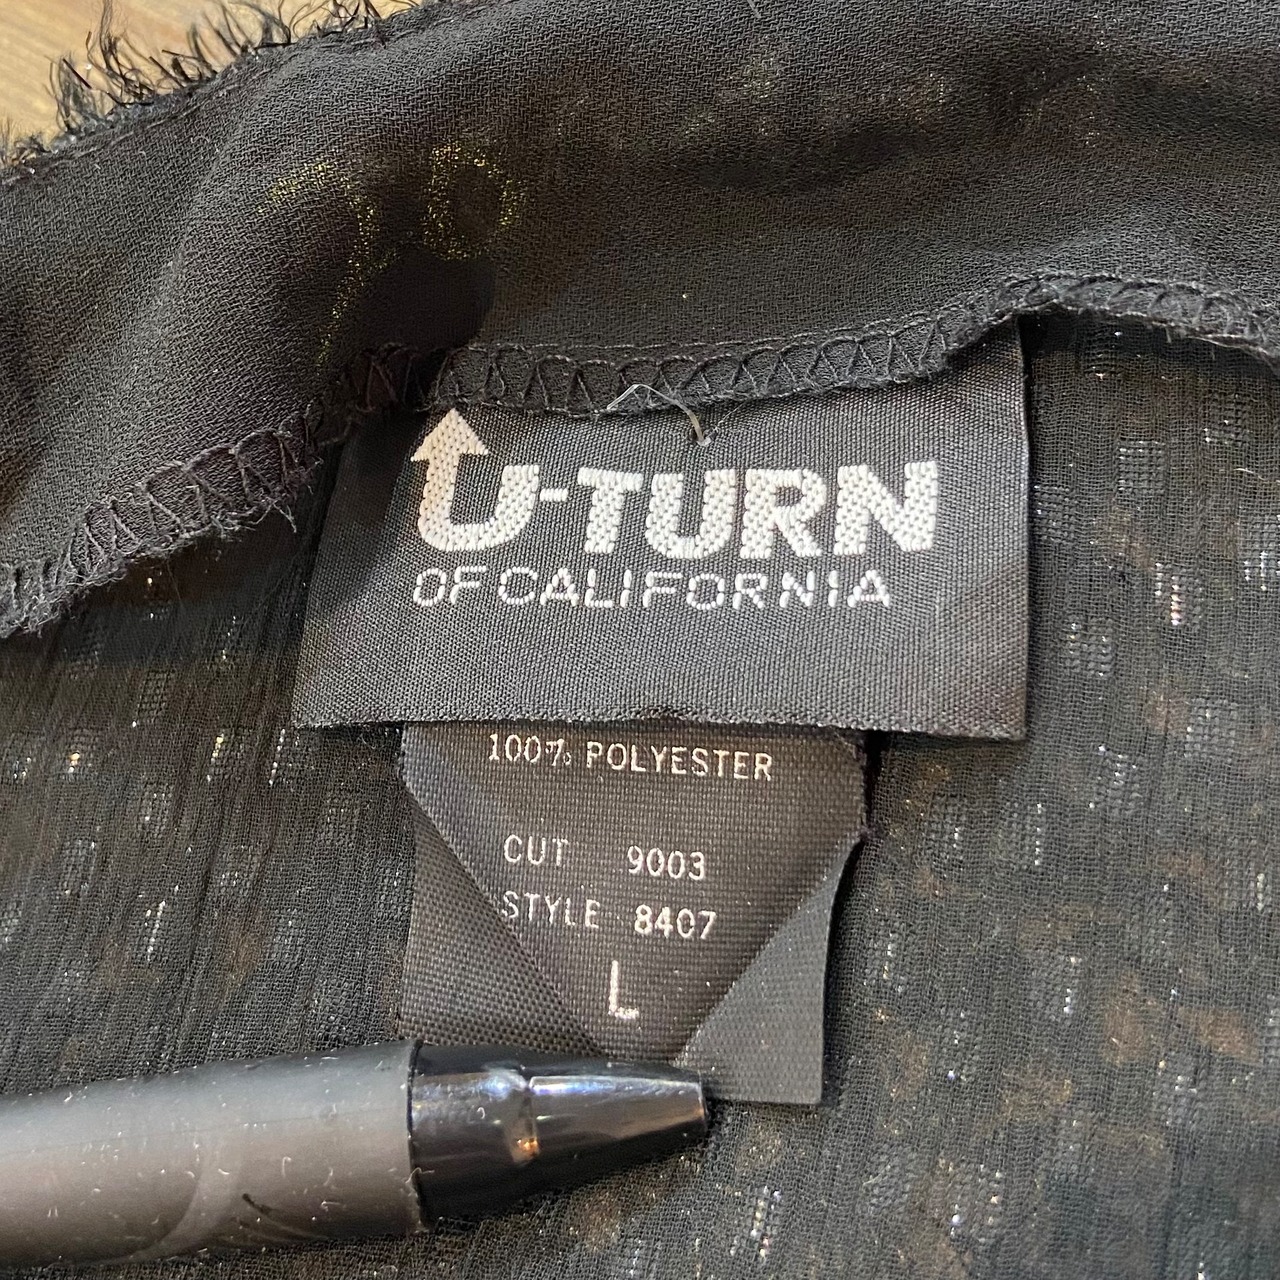 U-TURN
OF CALIFORNIA
100% POLYESTER
CUT 9003
STYLE 8407
L